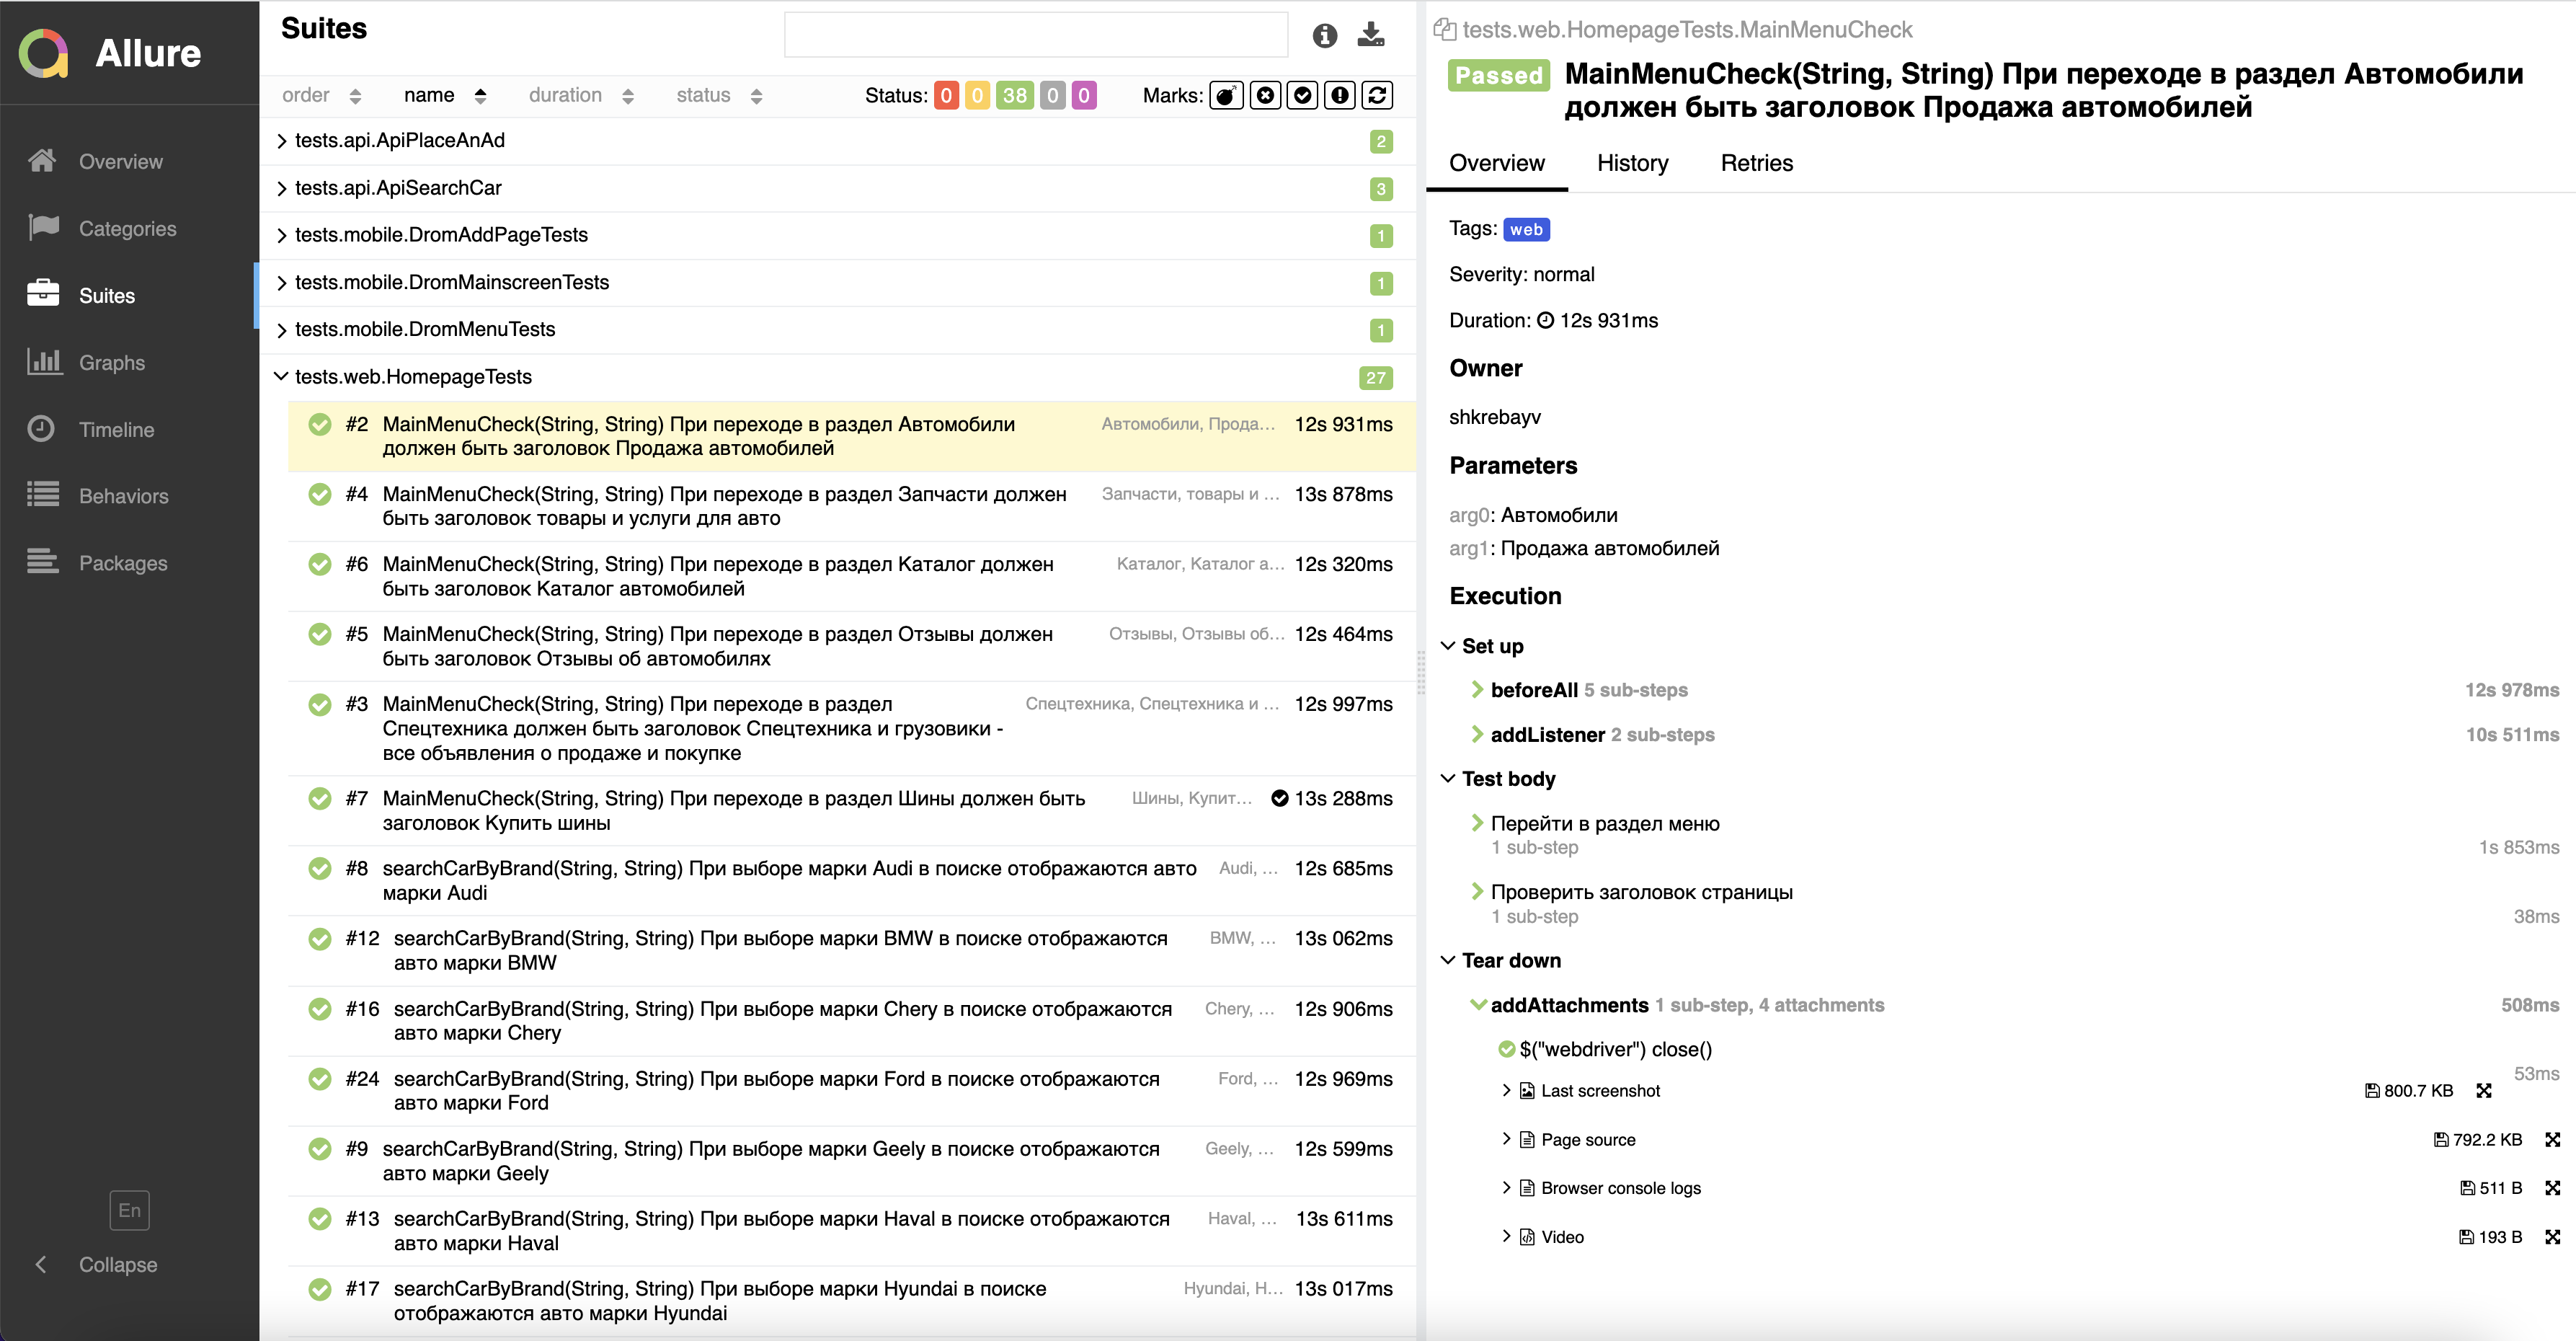 Allure
Overview
Categories
Suites
Graphs
Timeline
Behaviors
Packages
En
Collapse
Suites
order name duration status Status: 0 0 38 0 0 Marks:
tests.api.ApiPlaceAnAd 2
tests.api.ApiSearchCar 3
tests.mobile.DromAddPageTests 1
tests.mobile.DromMainscreenTests 1
tests.mobile.DromMenuTests 1
tests.web.HomepageTests 27
#2 MainMenuCheck(String, String) При переходе в раздел Автомобили Автомобили, Прода... 12s 931ms
должен быть заголовок Продажа автомобилей
#4 MainMenuCheck(String, String) При переходе в раздел Запчасти должен Запчасти, товары и ... 13s 878ms
быть заголовок товары и услуги для авто
#6 MainMenuCheck(String, String) При переходе в раздел Каталог должен Каталог, Каталог а... 12s 320ms
быть заголовок Каталог автомобилей
#5 MainMenuCheck(String, String) При переходе в раздел Отзывы должен Отзывы, Отзывы об... 12s 464ms
быть заголовок Отзывы об автомобилях
#3 MainMenuCheck(String, String) При переходе в раздел Спецтехника, Спецтехника и ... 12s 997ms
Спецтехника должен быть заголовок Спецтехника и грузовики -
все объявления о продаже и покупке
#7 MainMenuCheck(String, String) При переходе в раздел Шины должен быть Шины, Купит... 13s 288ms
заголовок Купить шины
#8 searchCarByBrand(String, String) При выборе марки Audi в поиске отображаются авто Audi, ... 12s 685ms
марки Audi
#12 searchCarByBrand(String, String) При выборе марки BMW в поиске отображаются BMW, ... 13s 062ms
авто марки BMW
#16 searchCarByBrand(String, String) При выборе марки Chery в поиске отображаются Chery, ... 12s 906ms
авто марки Chery
#24 searchCarByBrand(String, String) При выборе марки Ford в поиске отображаются Ford, ... 12s 969ms
авто марки Ford
#9 searchCarByBrand(String, String) При выборе марки Geely в поиске отображаются Geely, ... 12s 599ms
авто марки Geely
#13 searchCarByBrand(String, String) При выборе марки Haval в поиске отображаются Haval, ... 13s 611ms
авто марки Haval
#17 searchCarByBrand(String, String) При выборе марки Hyundai в поиске Hyundai, H... 13s 017ms
отображаются авто марки Hyundai
tests.web.HomepageTests.MainMenuCheck
Passed MainMenuCheck(String, String) При переходе в раздел Автомобили
должен быть заголовок Продажа автомобилей
Overview History Retries
Tags: web
Severity: normal
Duration: 12s 931ms
Owner
shkrebayv
Parameters
arg0: Автомобили
arg1: Продажа автомобилей
Execution
Set up
beforeAll 5 sub-steps 12s 978ms
addListener 2 sub-steps 10s 511ms
Test body
Перейти в раздел меню
1 sub-step 1s 853ms
Проверить заголовок страницы
1 sub-step 38ms
Tear down
addAttachments 1 sub-step, 4 attachments 508ms
$("webdriver") close()
53ms
Last screenshot 800.7 KB
Page source 792.2 KB
Browser console logs 511 B
Video 193 B